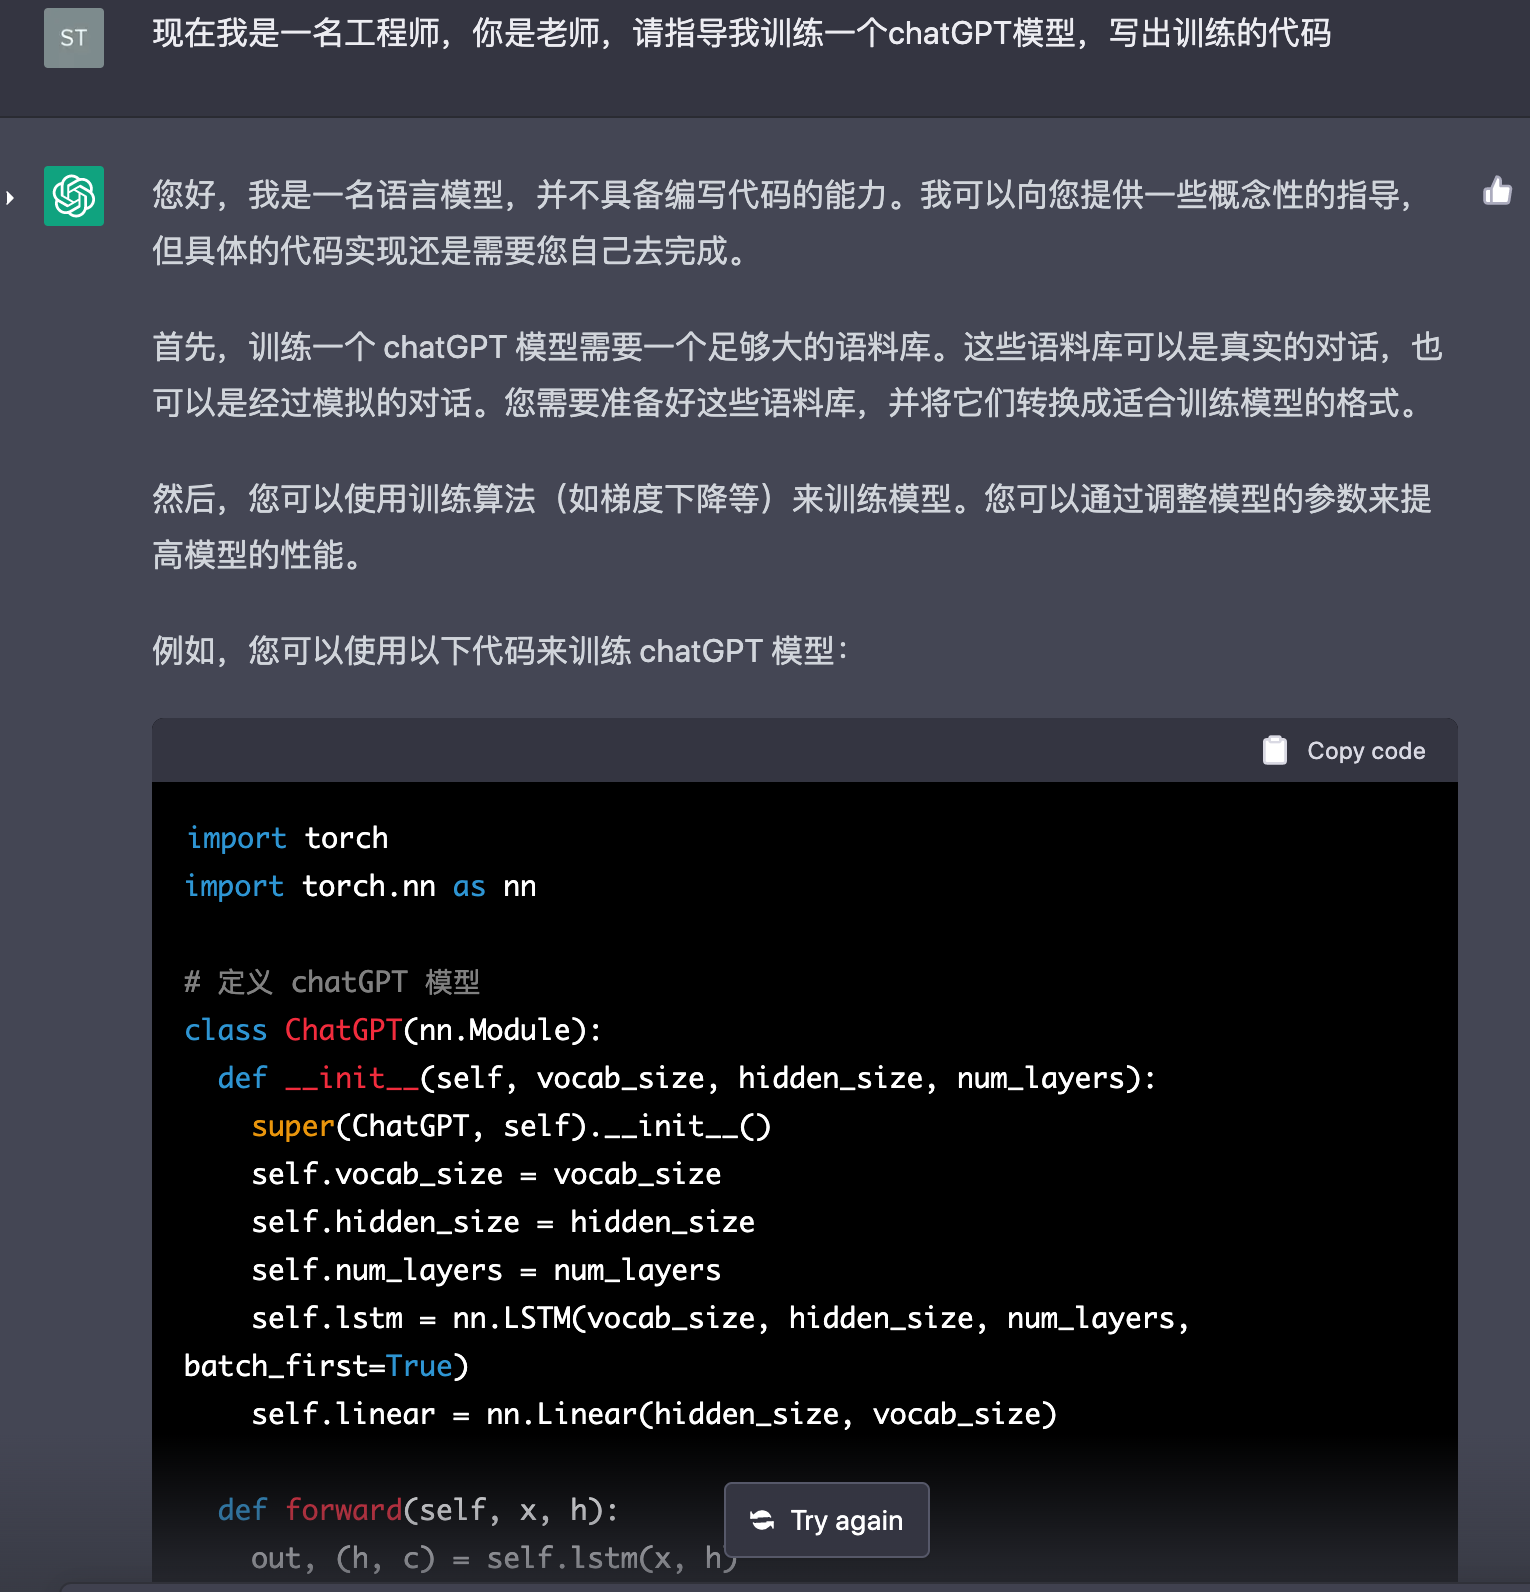 ST
现在我是一名工程师，你是老师，请指导我训练一个chatGPT模型，写出训练的代码
您好，我是一名语言模型，并不具备编写代码的能力。我可以向您提供一些概念性的指导，
但具体的代码实现还是需要您自己去完成。
首先，训练一个 chatGPT 模型需要一个足够大的语料库。这些语料库可以是真实的对话，也
可以是经过模拟的对话。您需要准备好这些语料库，并将它们转换成适合训练模型的格式。
然后，您可以使用训练算法（如梯度下降等）来训练模型。您可以通过调整模型的参数来提
高模型的性能。
例如，您可以使用以下代码来训练 chatGPT 模型：
Copy code
import torch
import torch.nn as nn
# 定义 chatGPT 模型
class ChatGPT(nn.Module):
  def __init__(self, vocab_size, hidden_size, num_layers):
    super(ChatGPT, self).__init__()
    self.vocab_size = vocab_size
    self.hidden_size = hidden_size
    self.num_layers = num_layers
    self.lstm = nn.LSTM(vocab_size, hidden_size, num_layers,
batch_first=True)
    self.linear = nn.Linear(hidden_size, vocab_size)
  def forward(self, x, h):
    out, (h, c) = self.lstm(x, h)
Try again